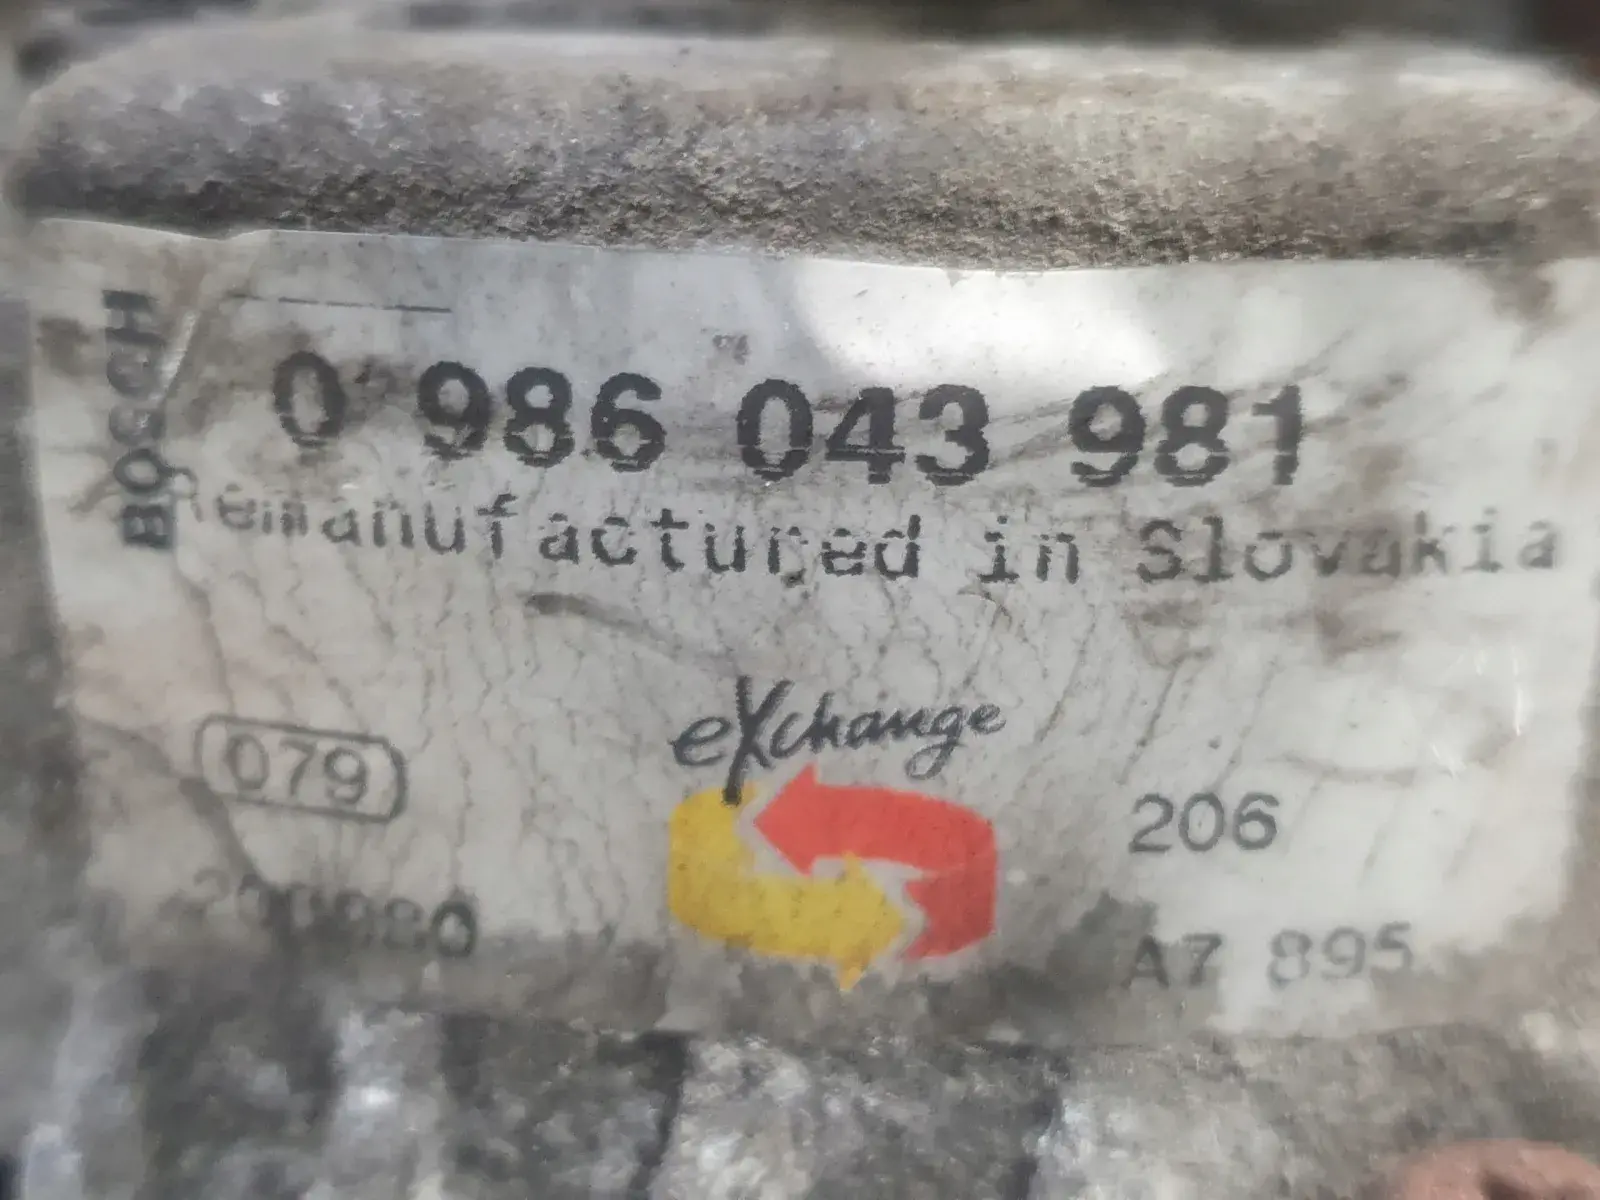 BOSCH
0 986 043 981
Remanufactured in Slovakia
eXchange
079
206
A7 895